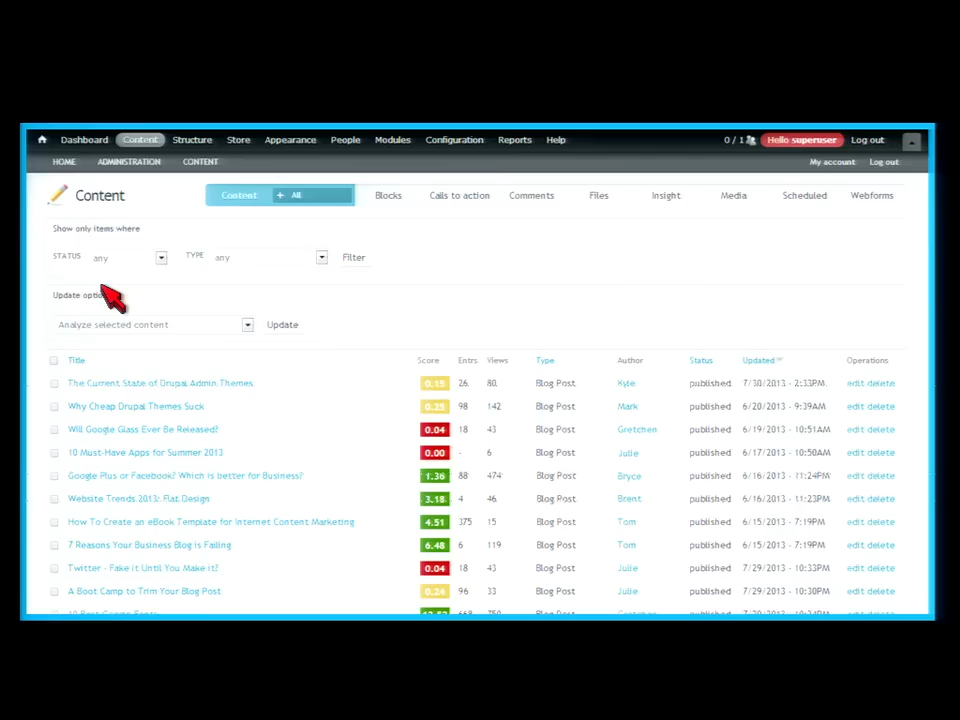 Dashboard Content Structure Store Appearance People Modules Configuration Reports Help 0 / 1 Hello superuser Log out
HOME ADMINISTRATION CONTENT My account Log out
Content Content + All Blocks Calls to action Comments Files Insight Media Scheduled Webforms
Show only items where
STATUS any TYPE any Filter
Update
Analyze selected content Update
Title Score Entrs Views Type Author Status Updated Operations
The Current State of Drupal Admin Themes 0.15 26 80 Blog Post Kyle published 7/30/2013 - 2:33PM edit delete
Why Cheap Drupal Themes Suck 0.25 98 142 Blog Post Mark published 6/20/2013 - 9:39AM edit delete
Will Google Glass Ever Be Released? 0.04 18 43 Blog Post Gretchen published 6/19/2013 - 10:51AM edit delete
10 Must-Have Apps for Summer 2013 0.00 - 6 Blog Post Julie published 6/17/2013 - 10:50AM edit delete
Google Plus or Facebook? Which is better for Business? 1.36 88 474 Blog Post Bryce published 6/16/2013 - 11:24PM edit delete
Website Trends 2013: Flat Design 3.18 4 46 Blog Post Brent published 6/16/2013 - 11:23PM edit delete
How To Create an eBook Template for Internet Content Marketing 4.51 375 15 Blog Post Tom published 6/15/2013 - 7:19PM edit delete
7 Reasons Your Business Blog is Failing 6.48 6 119 Blog Post Tom published 6/15/2013 - 7:19PM edit delete
Twitter - Fake it Until You Make it? 0.04 18 43 Blog Post Julie published 7/29/2013 - 10:33PM edit delete
A Boot Camp to Trim Your Blog Post 0.24 96 33 Blog Post Julie published 7/29/2013 - 10:30PM edit delete